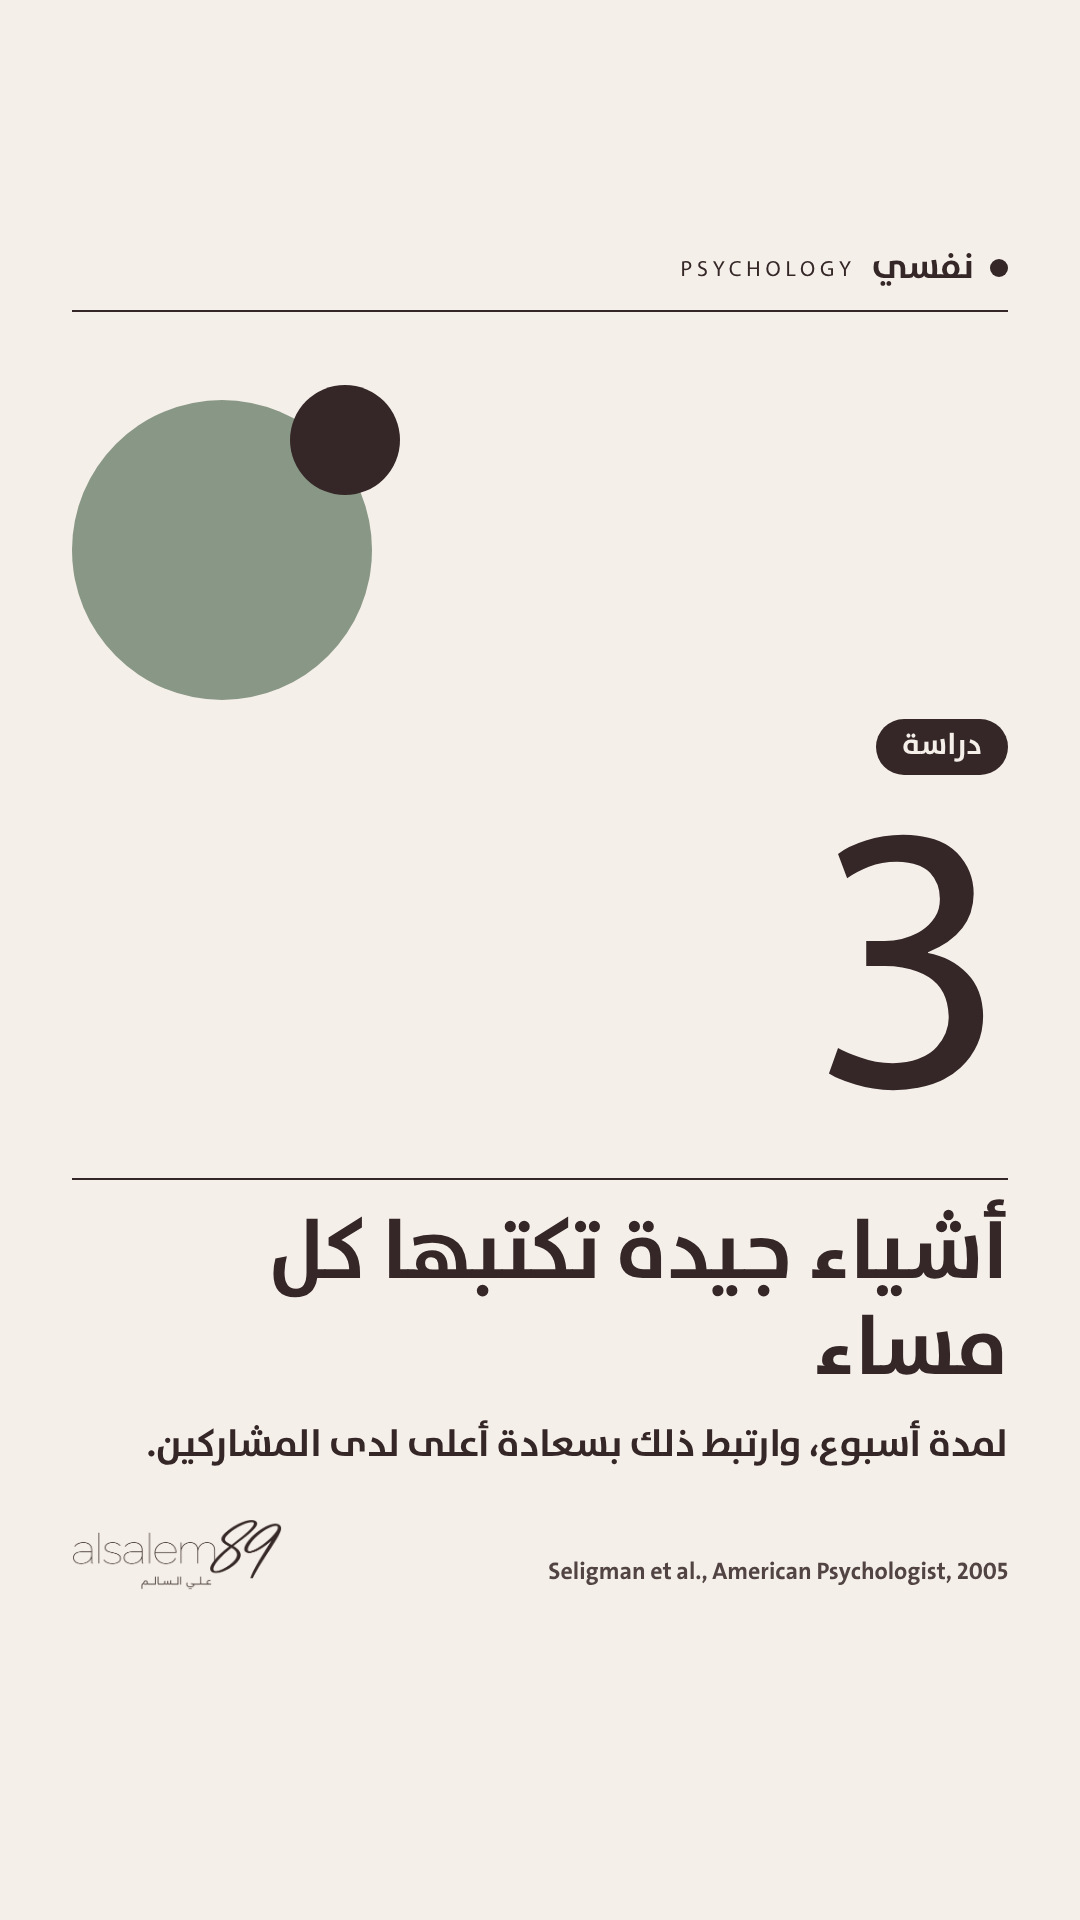 نفسي PSYCHOLOGY
دراسة
3
أشياء جيدة تكتبها كل
مساء
لمدة أسبوع، وارتبط ذلك بسعادة أعلى لدى المشاركين.
Seligman et al., American Psychologist, 2005
alsalem89
علي السالم